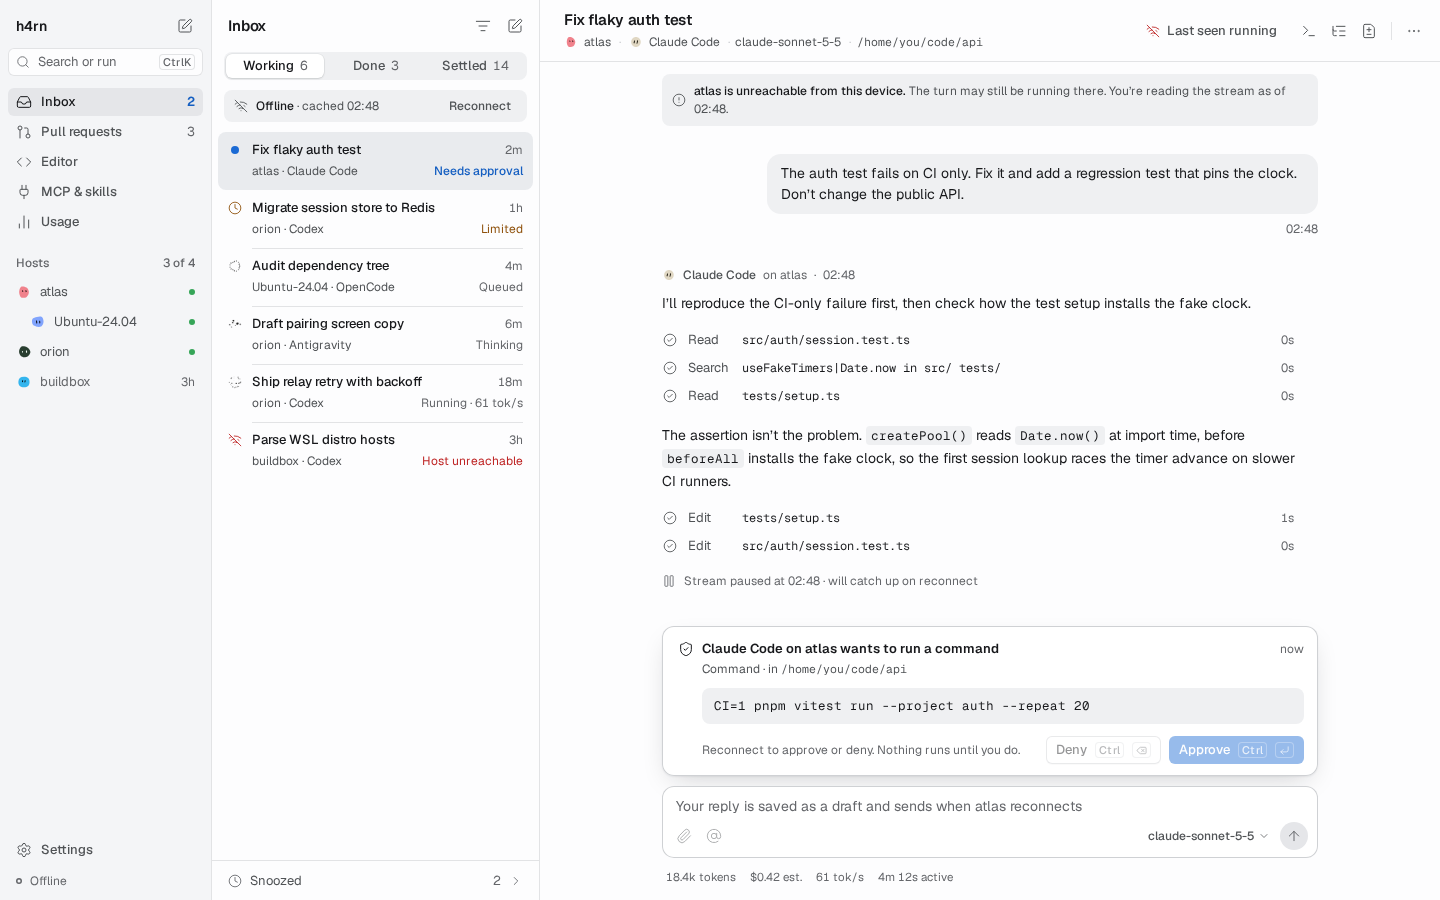 h4rn
Search or run CtrlK
Inbox 2
Pull requests 3
Editor
MCP & skills
Usage
Hosts 3 of 4
atlas
Ubuntu-24.04
orion
buildbox 3h
Settings
Offline
Inbox
Working 6 Done 3 Settled 14
Offline · cached 02:48 Reconnect
Fix flaky auth test 2m
atlas · Claude Code Needs approval
Migrate session store to Redis 1h
orion · Codex Limited
Audit dependency tree 4m
Ubuntu-24.04 · OpenCode Queued
Draft pairing screen copy 6m
orion · Antigravity Thinking
Ship relay retry with backoff 18m
orion · Codex Running · 61 tok/s
Parse WSL distro hosts 3h
buildbox · Codex Host unreachable
Snoozed 2
Fix flaky auth test
atlas · Claude Code · claude-sonnet-5-5 · /home/you/code/api
Last seen running
atlas is unreachable from this device. The turn may still be running there. You’re reading the stream as of
02:48.
The auth test fails on CI only. Fix it and add a regression test that pins the clock.
Don’t change the public API.
02:48
Claude Code on atlas · 02:48
I’ll reproduce the CI-only failure first, then check how the test setup installs the fake clock.
Read src/auth/session.test.ts 0s
Search useFakeTimers|Date.now in src/ tests/ 0s
Read tests/setup.ts 0s
The assertion isn’t the problem. createPool() reads Date.now() at import time, before
beforeAll installs the fake clock, so the first session lookup races the timer advance on slower
CI runners.
Edit tests/setup.ts 1s
Edit src/auth/session.test.ts 0s
Stream paused at 02:48 · will catch up on reconnect
Claude Code on atlas wants to run a command now
Command · in /home/you/code/api
CI=1 pnpm vitest run --project auth --repeat 20
Reconnect to approve or deny. Nothing runs until you do. Deny Ctrl Approve Ctrl
Your reply is saved as a draft and sends when atlas reconnects
claude-sonnet-5-5
18.4k tokens $0.42 est. 61 tok/s 4m 12s active